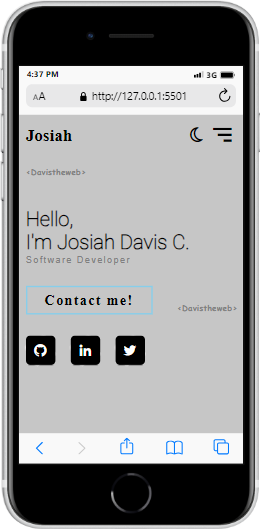 4:37 PM
3G
AA
http://127.0.0.1:5501
Josiah
<Davistheweb>
Hello,
I'm Josiah Davis C.
Software Developer
Contact me!
<Davistheweb>
in